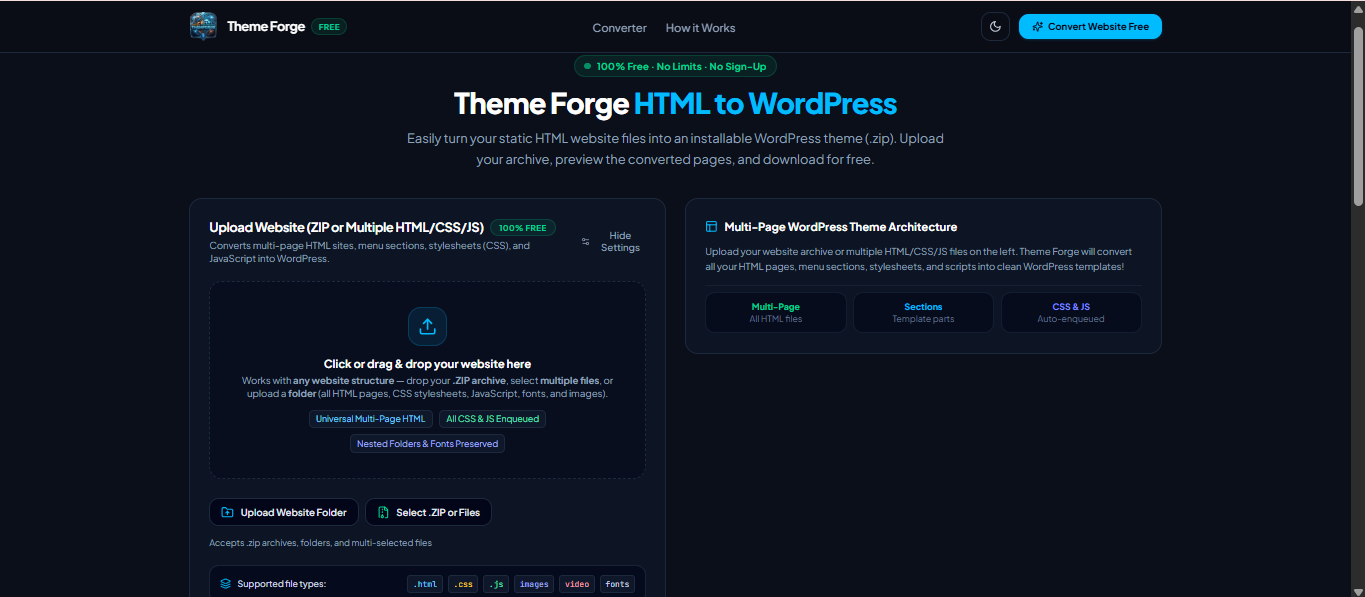 Theme Forge FREE
Converter How it Works
Convert Website Free
100% Free · No Limits · No Sign-Up
Theme Forge HTML to WordPress
Easily turn your static HTML website files into an installable WordPress theme (.zip). Upload
your archive, preview the converted pages, and download for free.
Upload Website (ZIP or Multiple HTML/CSS/JS) 100% FREE
Converts multi-page HTML sites, menu sections, stylesheets (CSS), and
JavaScript into WordPress.
Hide
Settings
Click or drag & drop your website here
Works with any website structure — drop your .ZIP archive, select multiple files, or
upload a folder (all HTML pages, CSS stylesheets, JavaScript, fonts, and images).
Universal Multi-Page HTML All CSS & JS Enqueued
Nested Folders & Fonts Preserved
Upload Website Folder Select .ZIP or Files
Accepts .zip archives, folders, and multi-selected files
Supported file types: .html .css .js images video fonts
Multi-Page WordPress Theme Architecture
Upload your website archive or multiple HTML/CSS/JS files on the left. Theme Forge will convert
all your HTML pages, menu sections, stylesheets, and scripts into clean WordPress templates!
Multi-Page
All HTML files
Sections
Template parts
CSS & JS
Auto-enqueued